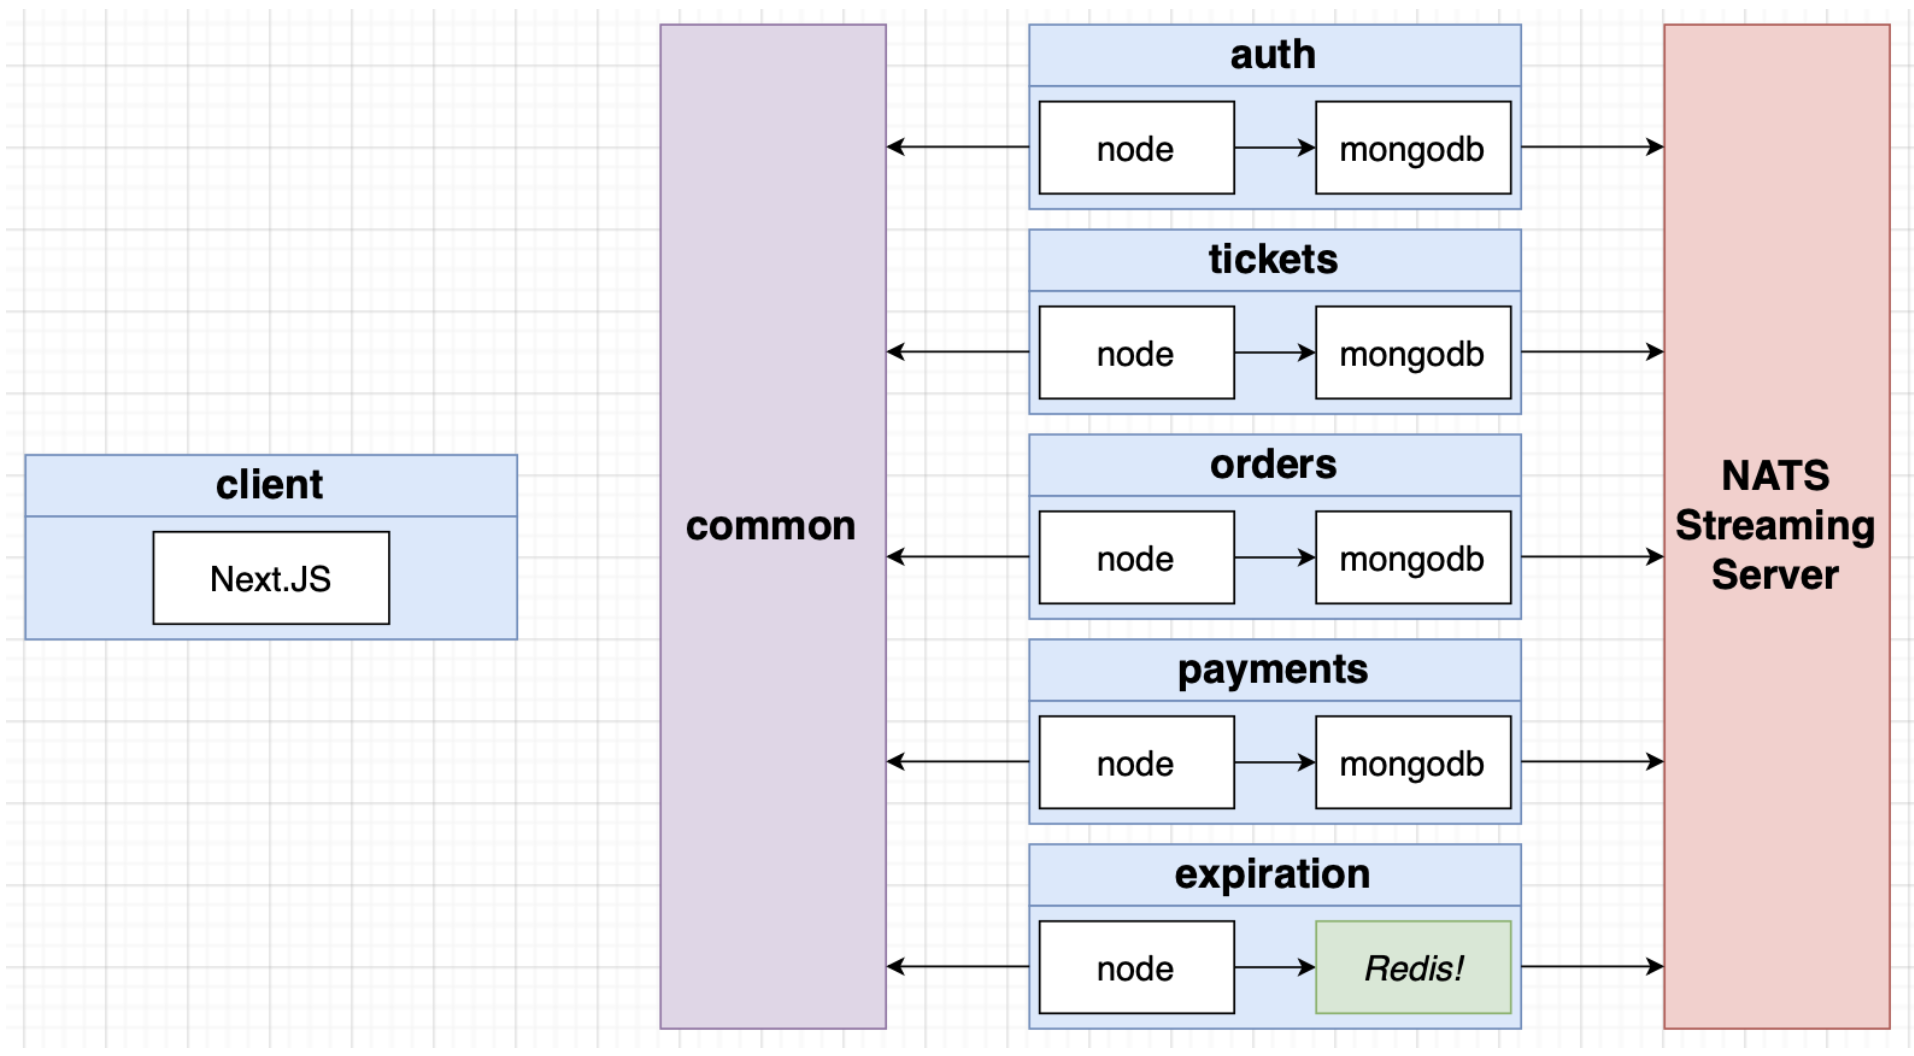 client
Next.JS
common
auth
node
mongodb
tickets
node
mongodb
orders
node
mongodb
payments
node
mongodb
expiration
node
Redis!
NATS
Streaming
Server